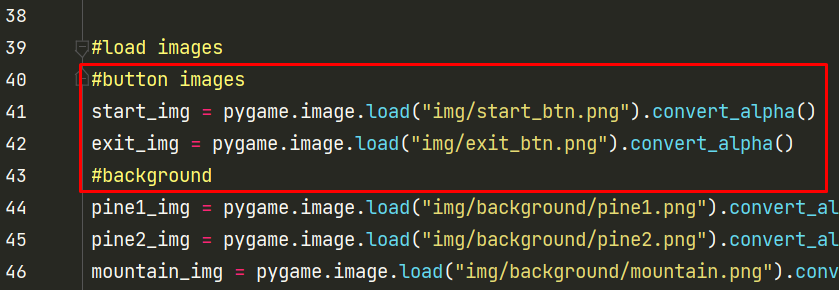 38
39 #load images
40 #button images
41 start_img = pygame.image.load("img/start_btn.png").convert_alpha()
42 exit_img = pygame.image.load("img/exit_btn.png").convert_alpha()
43 #background
44 pine1_img = pygame.image.load("img/background/pine1.png").convert_al
45 pine2_img = pygame.image.load("img/background/pine2.png").convert_al
46 mountain_img = pygame.image.load("img/background/mountain.png").conv